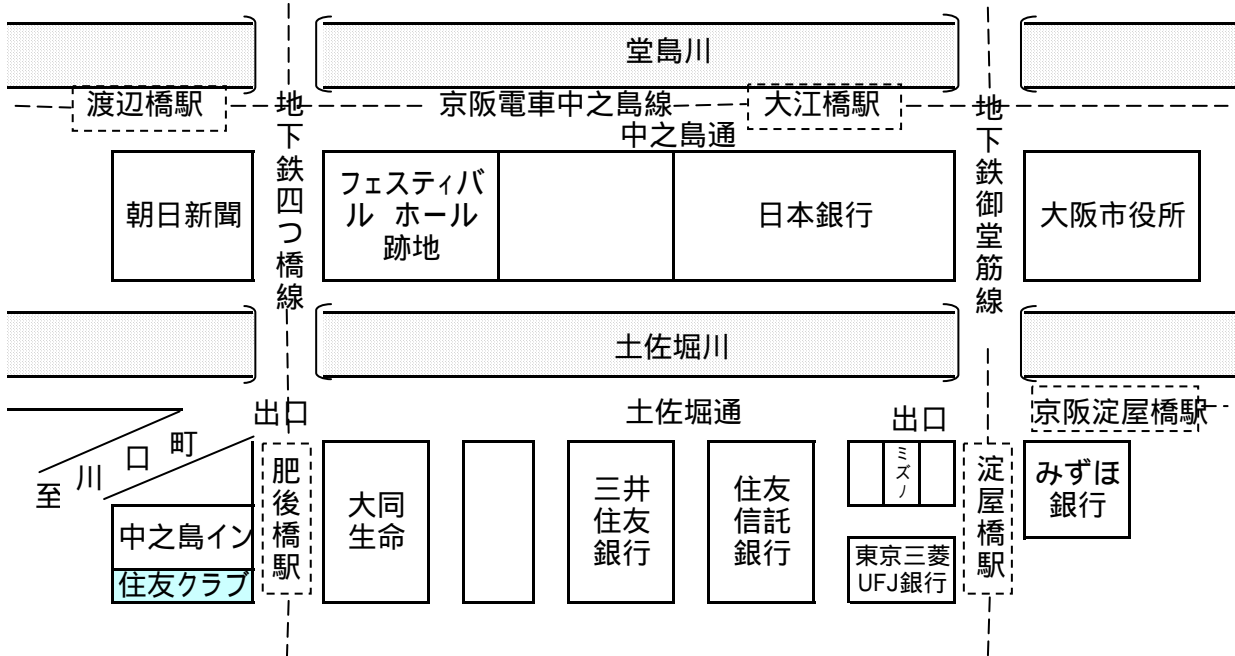 堂島川
渡辺橋駅
京阪電車中之島線
大江橋駅
中之島通
地下鉄四つ橋線
地下鉄御堂筋線
朝日新聞
フェスティバ
ル ホール
跡地
日本銀行
大阪市役所
土佐堀川
出口
土佐堀通
出口
京阪淀屋橋駅
至川口町
肥後橋駅
大同
生命
三井
住友
銀行
住友
信託
銀行
ミズノ
淀屋橋駅
みずほ
銀行
中之島イン
住友クラブ
東京三菱
UFJ銀行